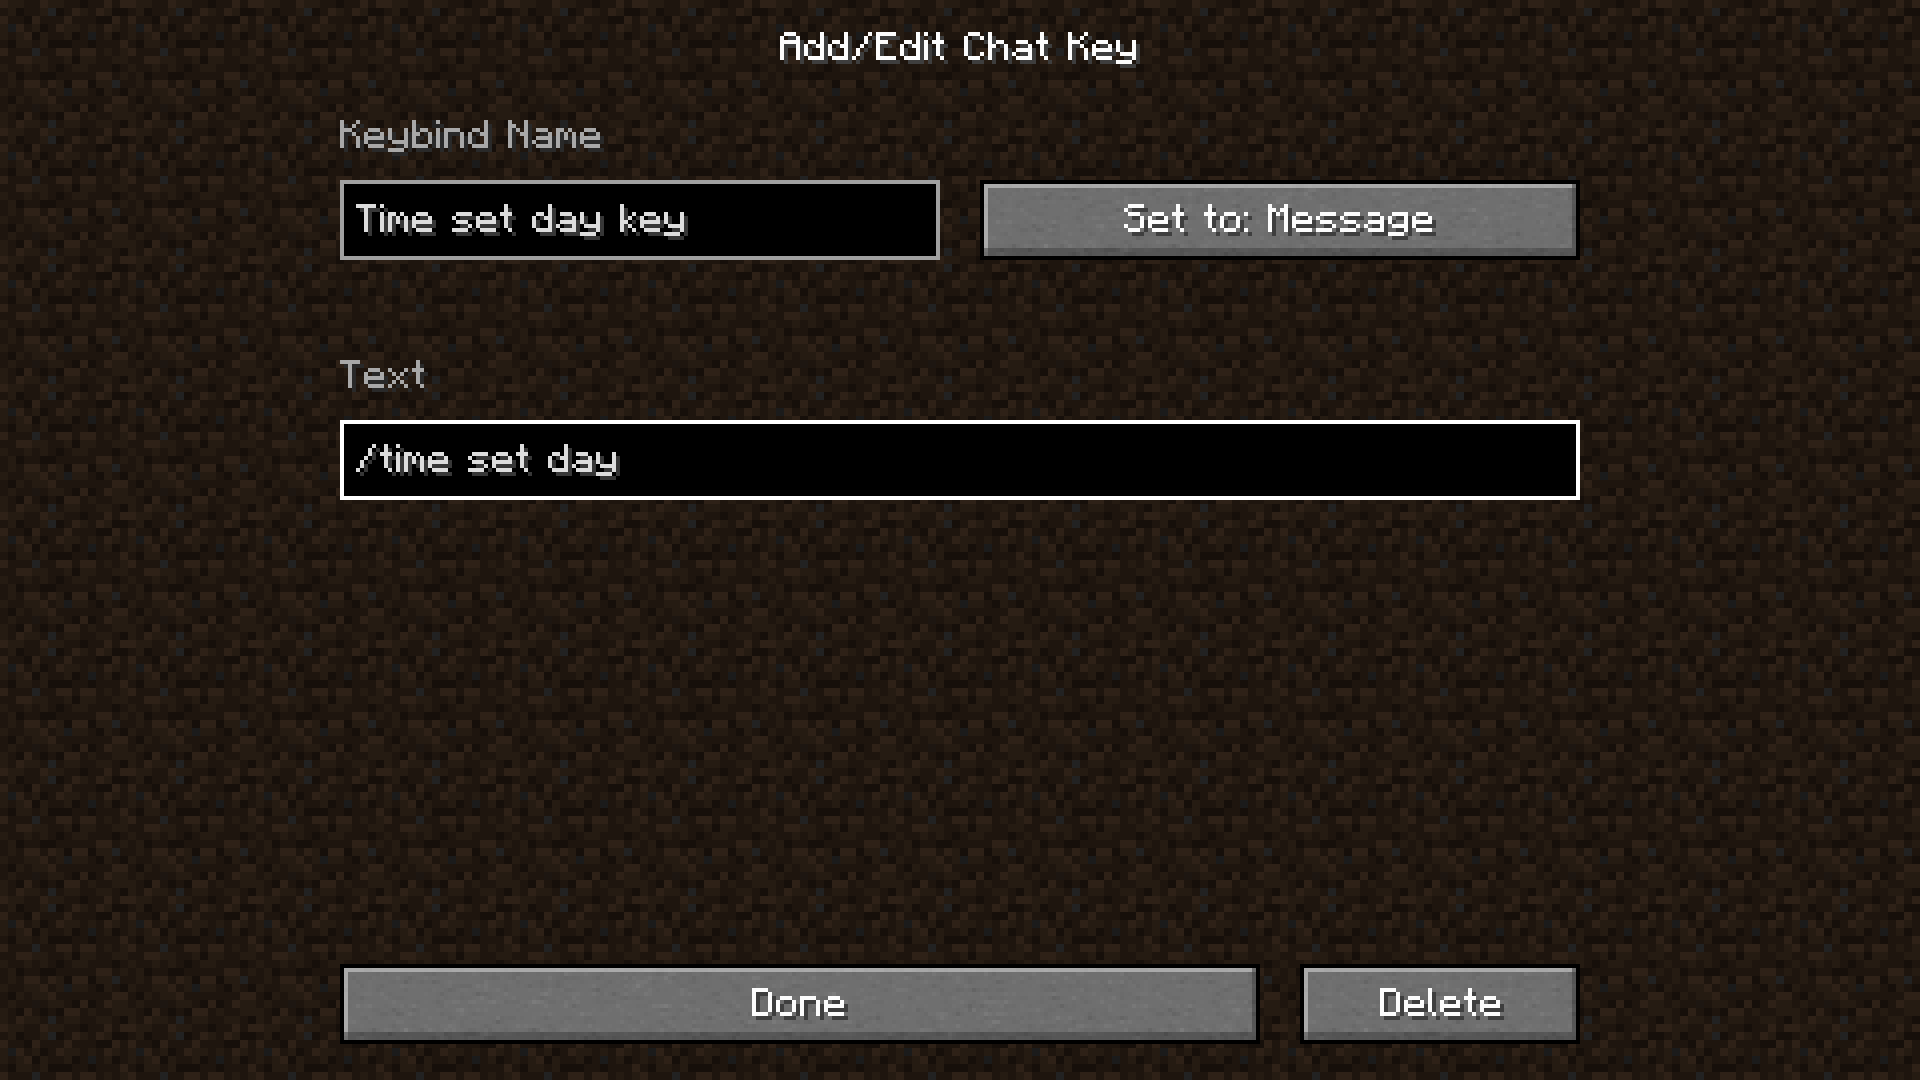 Add/Edit Chat Key
Keybind Name
Time set day key
Set to: Message
Text
/time set day
Done
Delete